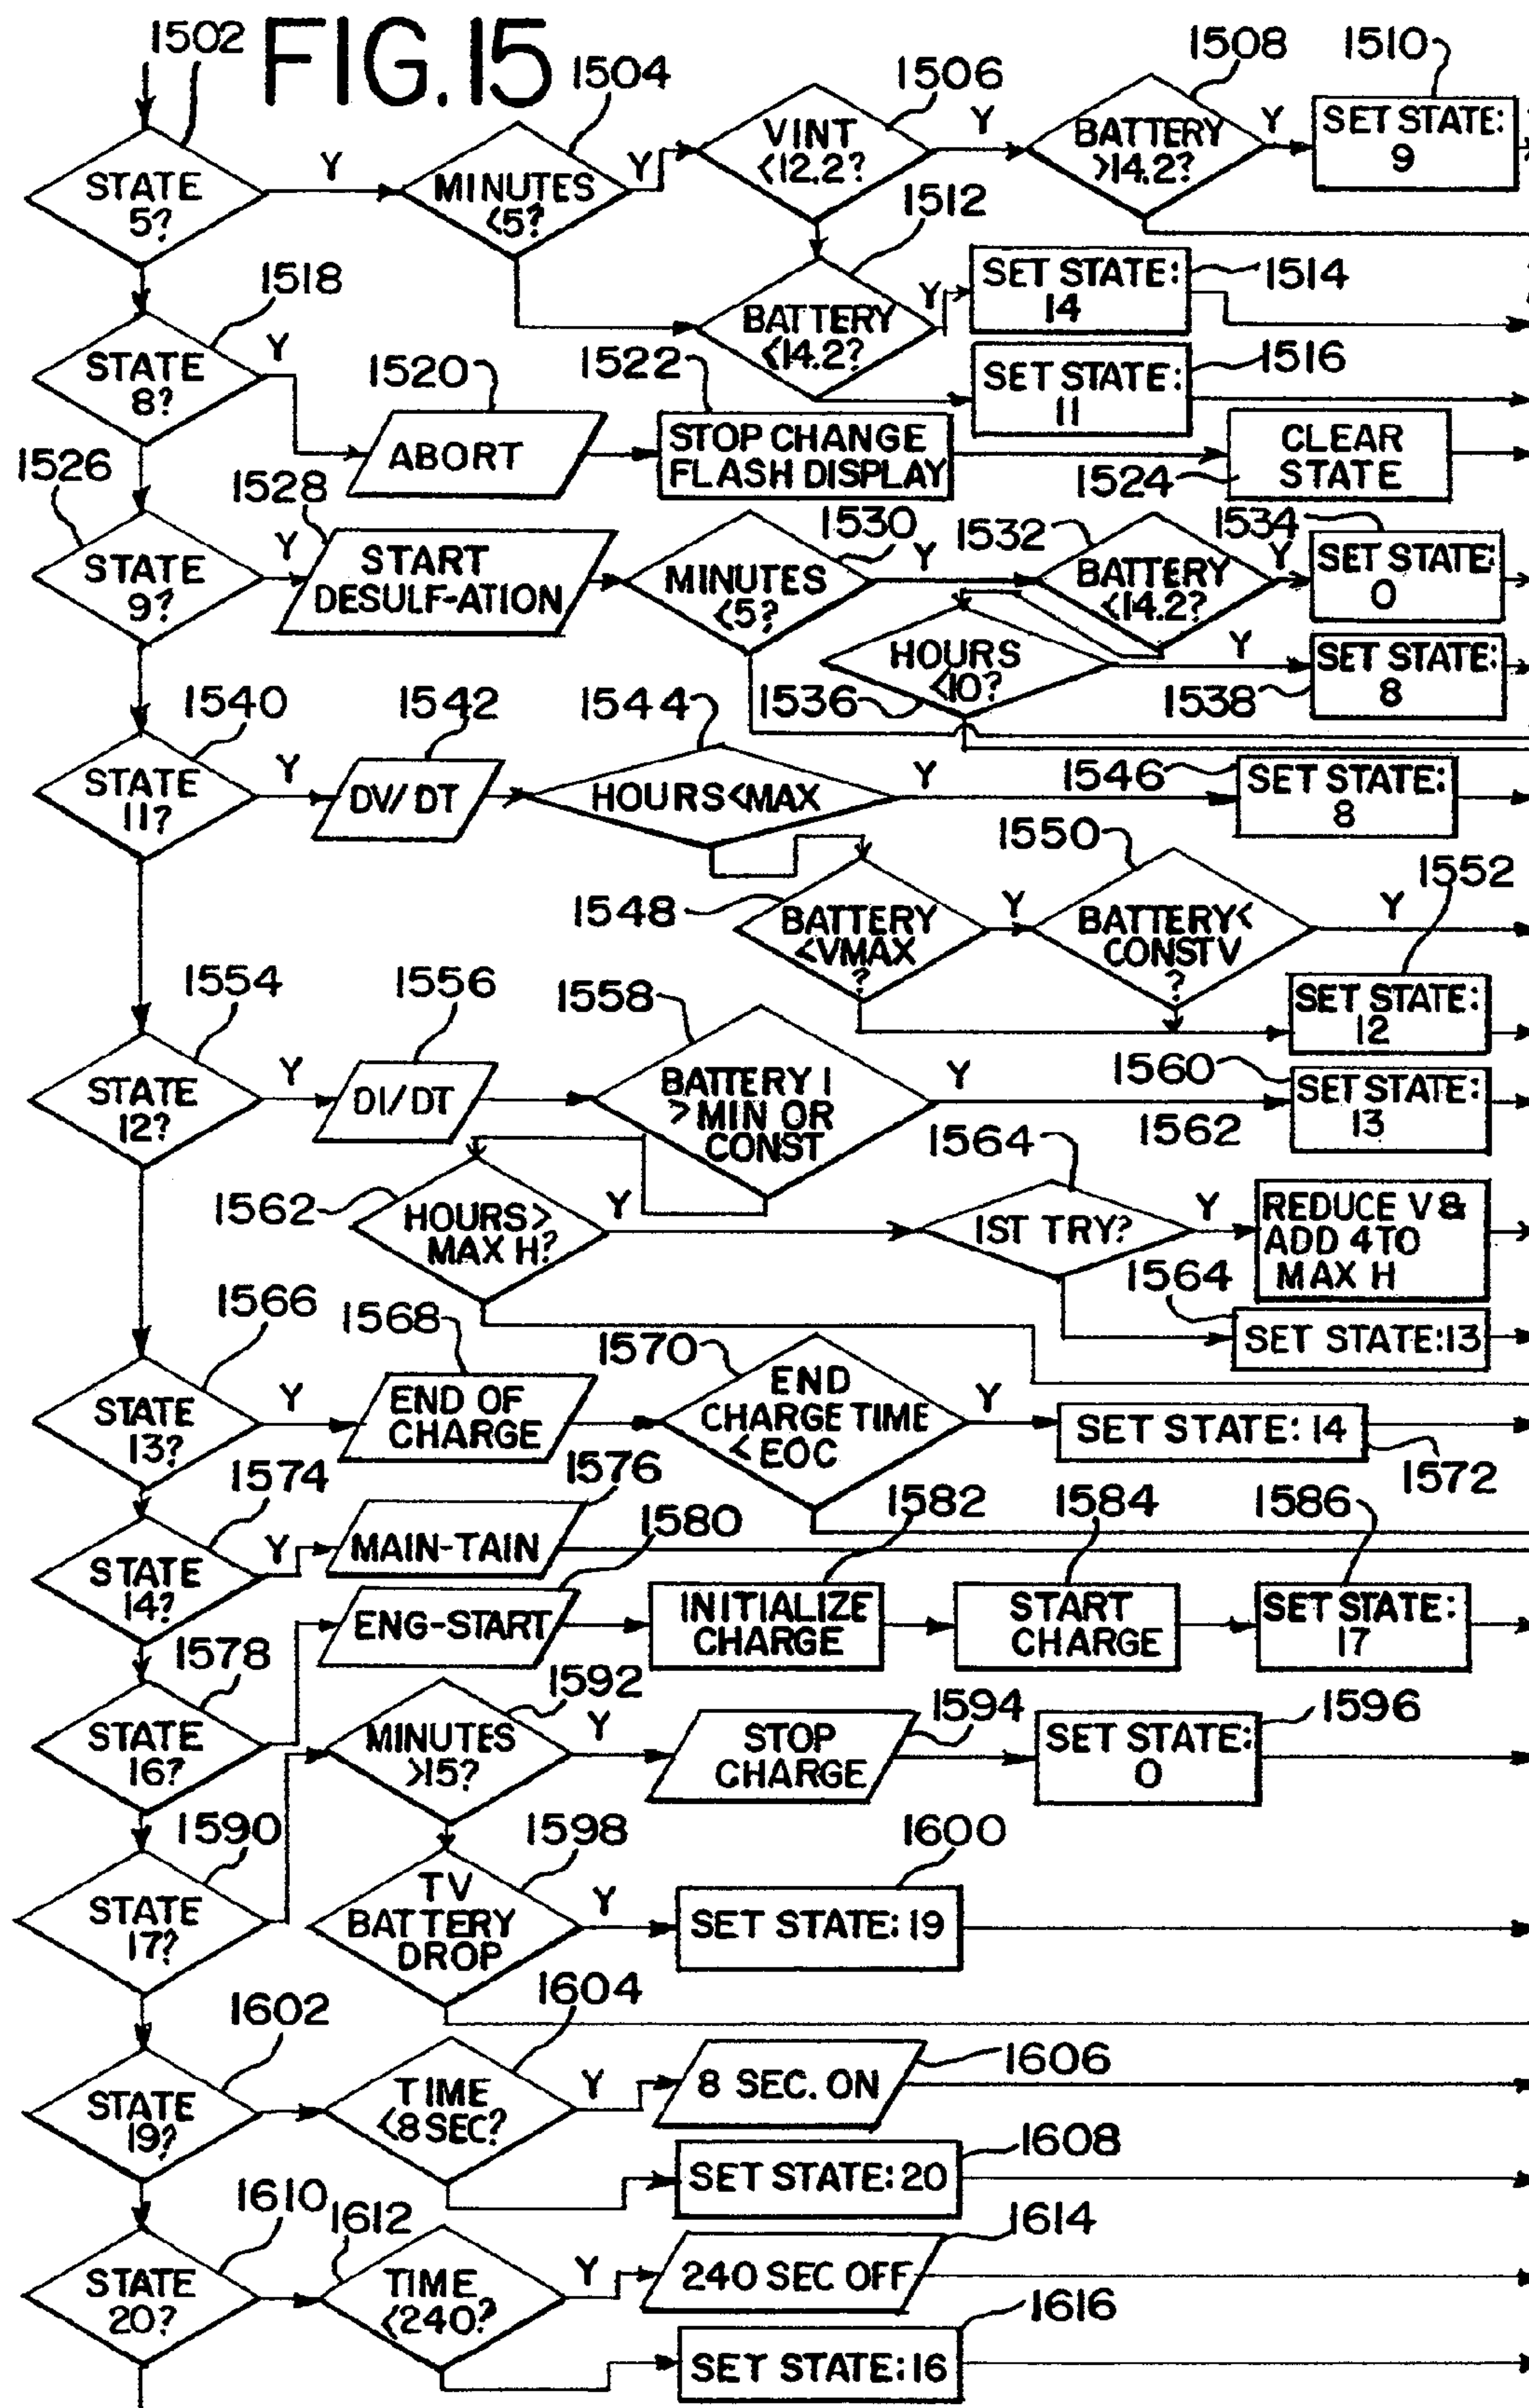 FIG. 15
1502
1504
1506
1508
1510
STATE
5?
Y
MINUTES
<5?
Y
VINT
<12.2?
Y
BATTERY
>14.2?
Y
SET STATE:
9
1512
BATTERY
<14.2?
Y
SET STATE:
14
1514
SET STATE:
11
1516
1518
STATE
8?
Y
1520
ABORT
1522
STOP CHANGE
FLASH DISPLAY
1524
CLEAR
STATE
1526
STATE
9?
Y
1528
START
DESULF-ATION
1530
MINUTES
<5?
Y
1532
BATTERY
<14.2?
Y
1534
SET STATE:
0
HOURS
<10?
1536
Y
1538
SET STATE:
8
1540
STATE
11?
Y
1542
DV/DT
1544
HOURS<MAX
Y
1546
SET STATE:
8
1548
BATTERY
<VMAX
?
Y
1550
BATTERY<
CONSTV
?
Y
1552
SET STATE:
12
1554
STATE
12?
Y
1556
DI/DT
1558
BATTERY I
>MIN OR
CONST
Y
1560
SET STATE:
13
1562
1562
HOURS>
MAX H?
Y
1564
IST TRY?
Y
REDUCE V &
ADD 4 TO
MAX H
1564
SET STATE:13
1566
STATE
13?
Y
1568
END OF
CHARGE
1570
END
CHARGE TIME
< EOC
Y
SET STATE: 14
1572
1574
STATE
14?
Y
1576
MAIN-TAIN
1578
STATE
16?
1580
ENG-START
1582
INITIALIZE
CHARGE
1584
START
CHARGE
1586
SET STATE:
17
1590
STATE
17?
1592
MINUTES
>15?
Y
1594
STOP
CHARGE
1596
SET STATE:
0
1598
TV
BATTERY
DROP
Y
1600
SET STATE: 19
1602
STATE
19?
1604
TIME
<8 SEC?
Y
1606
8 SEC. ON
1608
SET STATE: 20
1610
STATE
20?
1612
TIME
<240?
Y
1614
240 SEC OFF
1616
SET STATE: 16